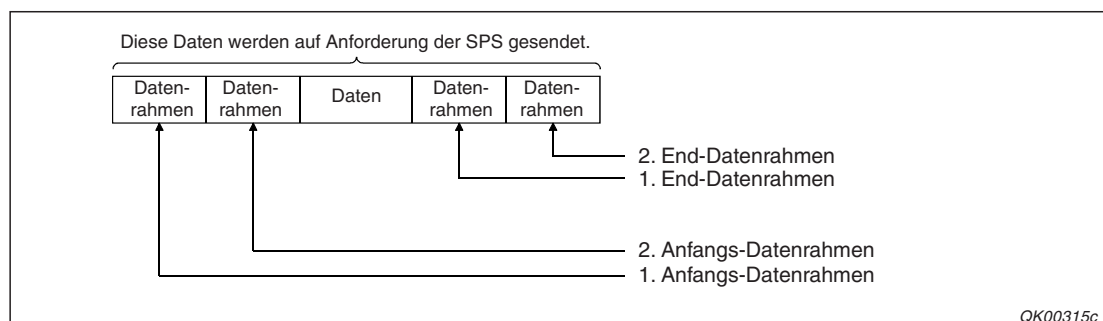 Diese Daten werden auf Anforderung der SPS gesendet.
Daten-
rahmen
Daten-
rahmen
Daten
Daten-
rahmen
Daten-
rahmen
2. End-Datenrahmen
1. End-Datenrahmen
2. Anfangs-Datenrahmen
1. Anfangs-Datenrahmen
QK00315c